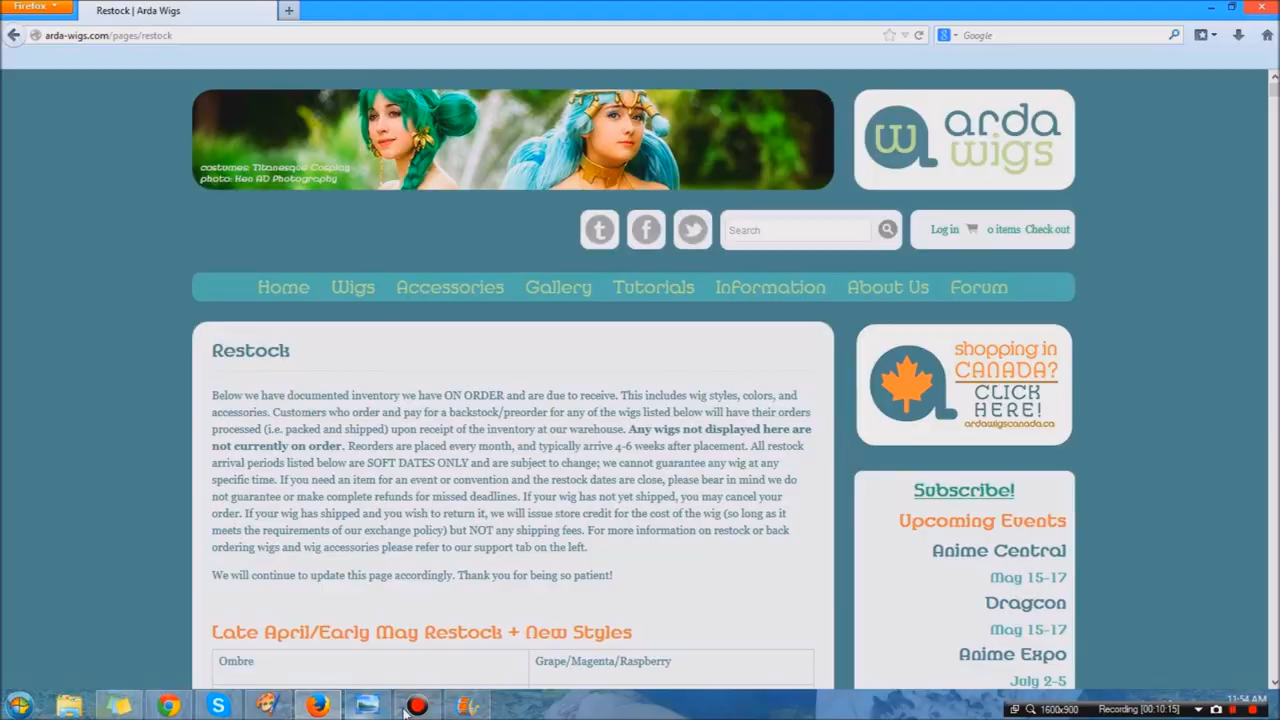 Firefox
Restock | Arda Wigs
arda-wigs.com/pages/restock
Google
costumes: Titanesque Cosplay
photo: Ken AD Photography
w arda
wigs
t f
Search
Log in 0 items Check out
Home Wigs Accessories Gallery Tutorials Information About Us Forum
Restock
Below we have documented inventory we have ON ORDER and are due to receive. This includes wig styles, colors, and
accessories. Customers who order and pay for a backstock/preorder for any of the wigs listed below will have their orders
processed (i.e. packed and shipped) upon receipt of the inventory at our warehouse. Any wigs not displayed here are
not currently on order. Reorders are placed every month, and typically arrive 4-6 weeks after placement. All restock
arrival periods listed below are SOFT DATES ONLY and are subject to change; we cannot guarantee any wig at any
specific time. If you need an item for an event or convention and the restock dates are close, please bear in mind we do
not guarantee or make complete refunds for missed deadlines. If your wig has not yet shipped, you may cancel your
order. If your wig has shipped and you wish to return it, we will issue store credit for the cost of the wig (so long as it
meets the requirements of our exchange policy) but NOT any shipping fees. For more information on restock or back
ordering wigs and wig accessories please refer to our support tab on the left.
We will continue to update this page accordingly. Thank you for being so patient!
Late April/Early May Restock + New Styles
Ombre Grape/Magenta/Raspberry
shopping in
CANADA?
CLICK
HERE!
ardawigscanada.ca
Subscribe!
Upcoming Events
Anime Central
May 15-17
Dragcon
May 15-17
Anime Expo
July 2-5
11:54 AM
1600x900 Recording [00:10:15]